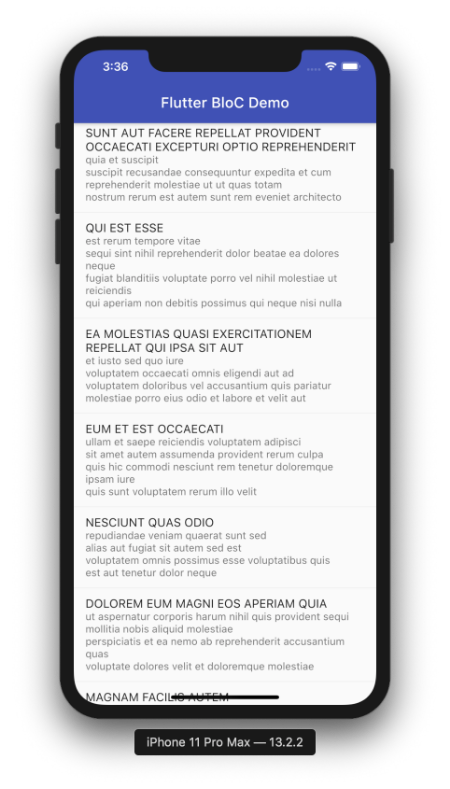 3:36
Flutter BloC Demo
SUNT AUT FACERE REPELLAT PROVIDENT
OCCAECATI EXCEPTURI OPTIO REPREHENDERIT
quia et suscipit
suscipit recusandae consequuntur expedita et cum
reprehenderit molestiae ut ut quas totam
nostrum rerum est autem sunt rem eveniet architecto
QUI EST ESSE
est rerum tempore vitae
sequi sint nihil reprehenderit dolor beatae ea dolores
neque
fugiat blanditiis voluptate porro vel nihil molestiae ut
reiciendis
qui aperiam non debitis possimus qui neque nisi nulla
EA MOLESTIAS QUASI EXERCITATIONEM
REPELLAT QUI IPSA SIT AUT
et iusto sed quo iure
voluptatem occaecati omnis eligendi aut ad
voluptatem doloribus vel accusantium quis pariatur
molestiae porro eius odio et labore et velit aut
EUM ET EST OCCAECATI
ullam et saepe reiciendis voluptatem adipisci
sit amet autem assumenda provident rerum culpa
quis hic commodi nesciunt rem tenetur doloremque
ipsam iure
quis sunt voluptatem rerum illo velit
NESCIUNT QUAS ODIO
repudiandae veniam quaerat sunt sed
alias aut fugiat sit autem sed est
voluptatem omnis possimus esse voluptatibus quis
est aut tenetur dolor neque
DOLOREM EUM MAGNI EOS APERIAM QUIA
ut aspernatur corporis harum nihil quis provident sequi
mollitia nobis aliquid molestiae
perspiciatis et ea nemo ab reprehenderit accusantium
quas
voluptate dolores velit et doloremque molestiae
MAGNAM FACILIS AUTEM
iPhone 11 Pro Max — 13.2.2